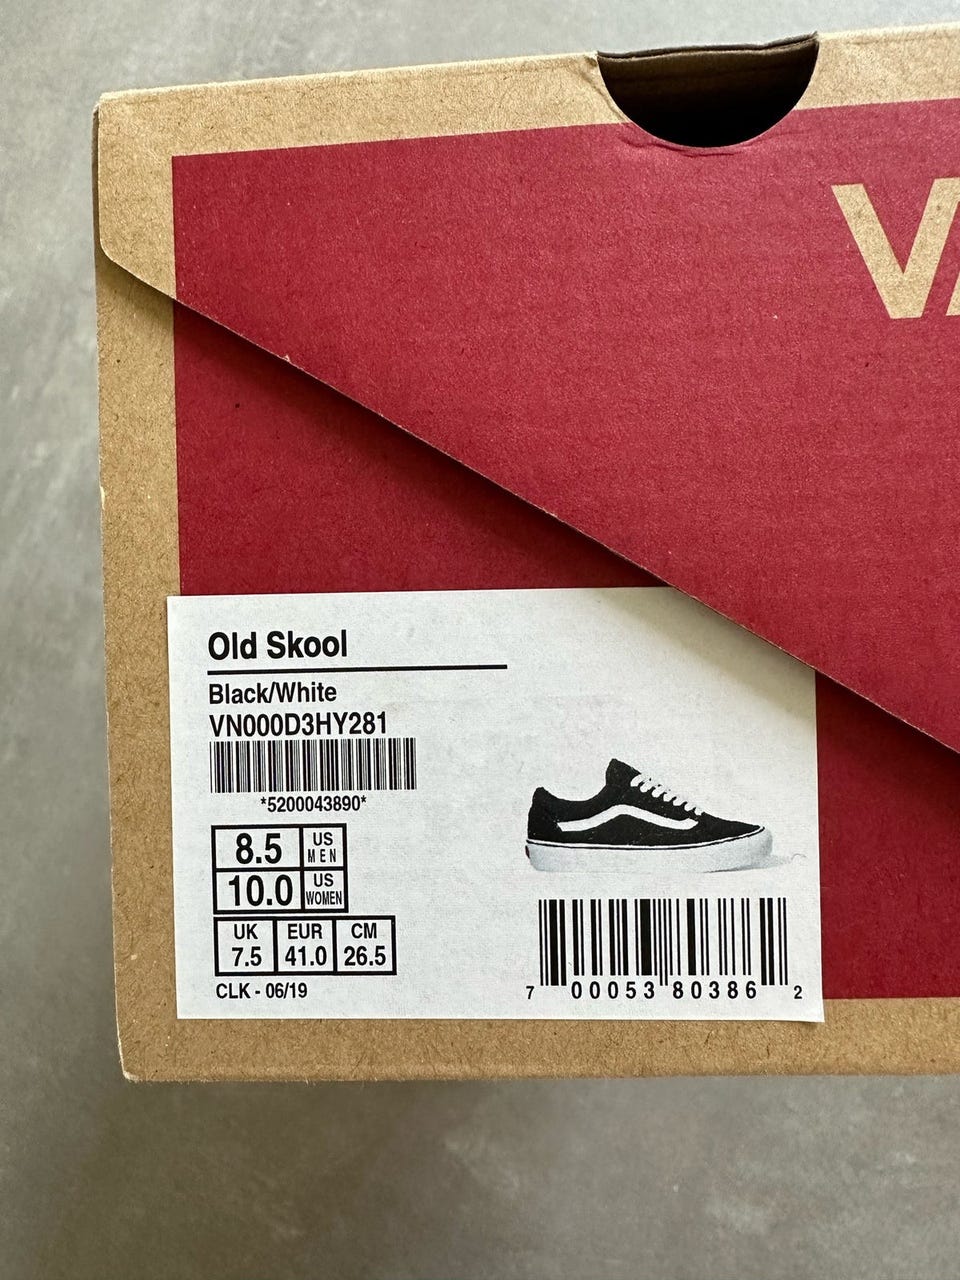 VA
Old Skool
Black/White
VN000D3HY281
*5200043890*
8.5 US MEN
10.0 US WOMEN
UK EUR CM
7.5 41.0 26.5
CLK - 06/19
7 00053 80386 2